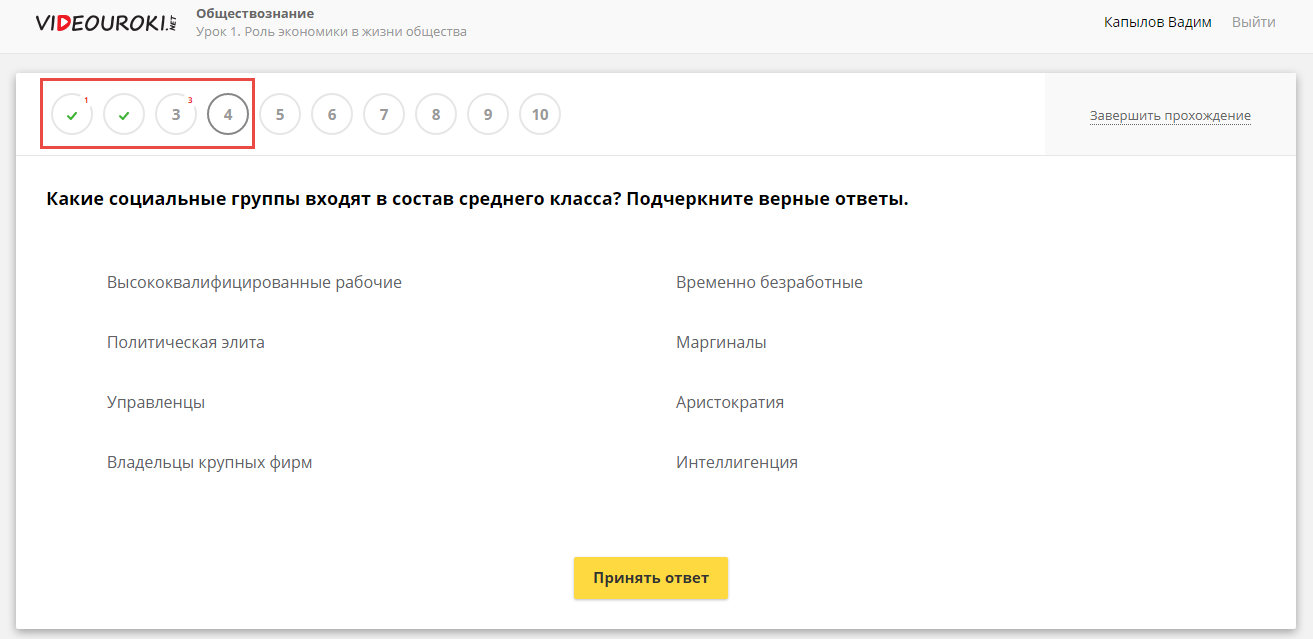 VIDEOUROKI.NET
Обществознание
Урок 1. Роль экономики в жизни общества
Капылов Вадим Выйти
1 3
3 4 5 6 7 8 9 10
Завершить прохождение
Какие социальные группы входят в состав среднего класса? Подчеркните верные ответы.
Высококвалифицированные рабочие Временно безработные
Политическая элита Маргиналы
Управленцы Аристократия
Владельцы крупных фирм Интеллигенция
Принять ответ